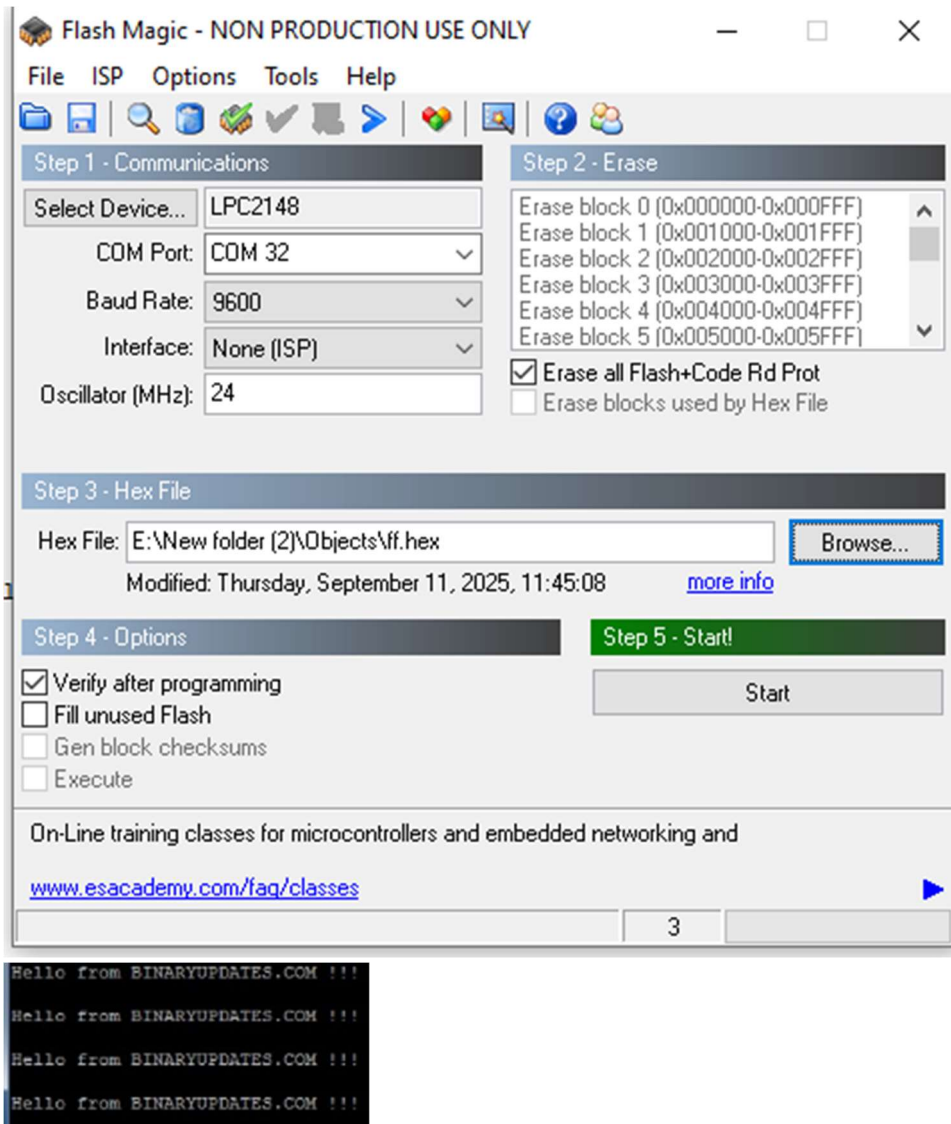 Flash Magic - NON PRODUCTION USE ONLY
File ISP Options Tools Help
Step 1 - Communications
Select Device... LPC2148
COM Port: COM 32
Baud Rate: 9600
Interface: None (ISP)
Oscillator (MHz): 24
Step 2 - Erase
Erase block 0 (0x000000-0x000FFF)
Erase block 1 (0x001000-0x001FFF)
Erase block 2 (0x002000-0x002FFF)
Erase block 3 (0x003000-0x003FFF)
Erase block 4 (0x004000-0x004FFF)
Erase block 5 (0x005000-0x005FFF)
Erase all Flash+Code Rd Prot
Erase blocks used by Hex File
Step 3 - Hex File
Hex File: E:\New folder (2)\Objects\ff.hex Browse...
Modified: Thursday, September 11, 2025, 11:45:08 more info
Step 4 - Options
Verify after programming
Fill unused Flash
Gen block checksums
Execute
Step 5 - Start!
Start
On-Line training classes for microcontrollers and embedded networking and
www.esacademy.com/faq/classes
3
Hello from BINARYUPDATES.COM !!!
Hello from BINARYUPDATES.COM !!!
Hello from BINARYUPDATES.COM !!!
Hello from BINARYUPDATES.COM !!!